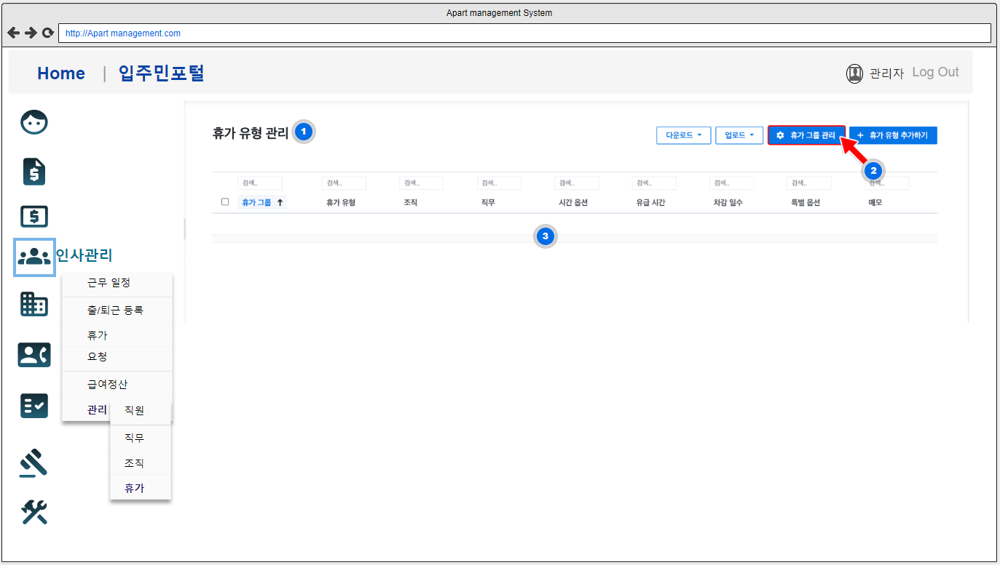 Apart management System
http://Apart management.com
Home | 입주민포털
관리자 Log Out
휴가 유형 관리 1
다운로드 업로드 휴가 그룹 관리 + 휴가 유형 추가하기
2
검색.. 검색.. 검색.. 검색.. 검색.. 검색.. 검색.. 검색.. 검색..
휴가 그룹 ↑ 휴가 유형 조직 직무 시간 옵션 유급 시간 차감 일수 특별 옵션 메모
3
인사관리
근무 일정
출/퇴근 등록
휴가
요청
급여정산
관리
직원
직무
조직
휴가